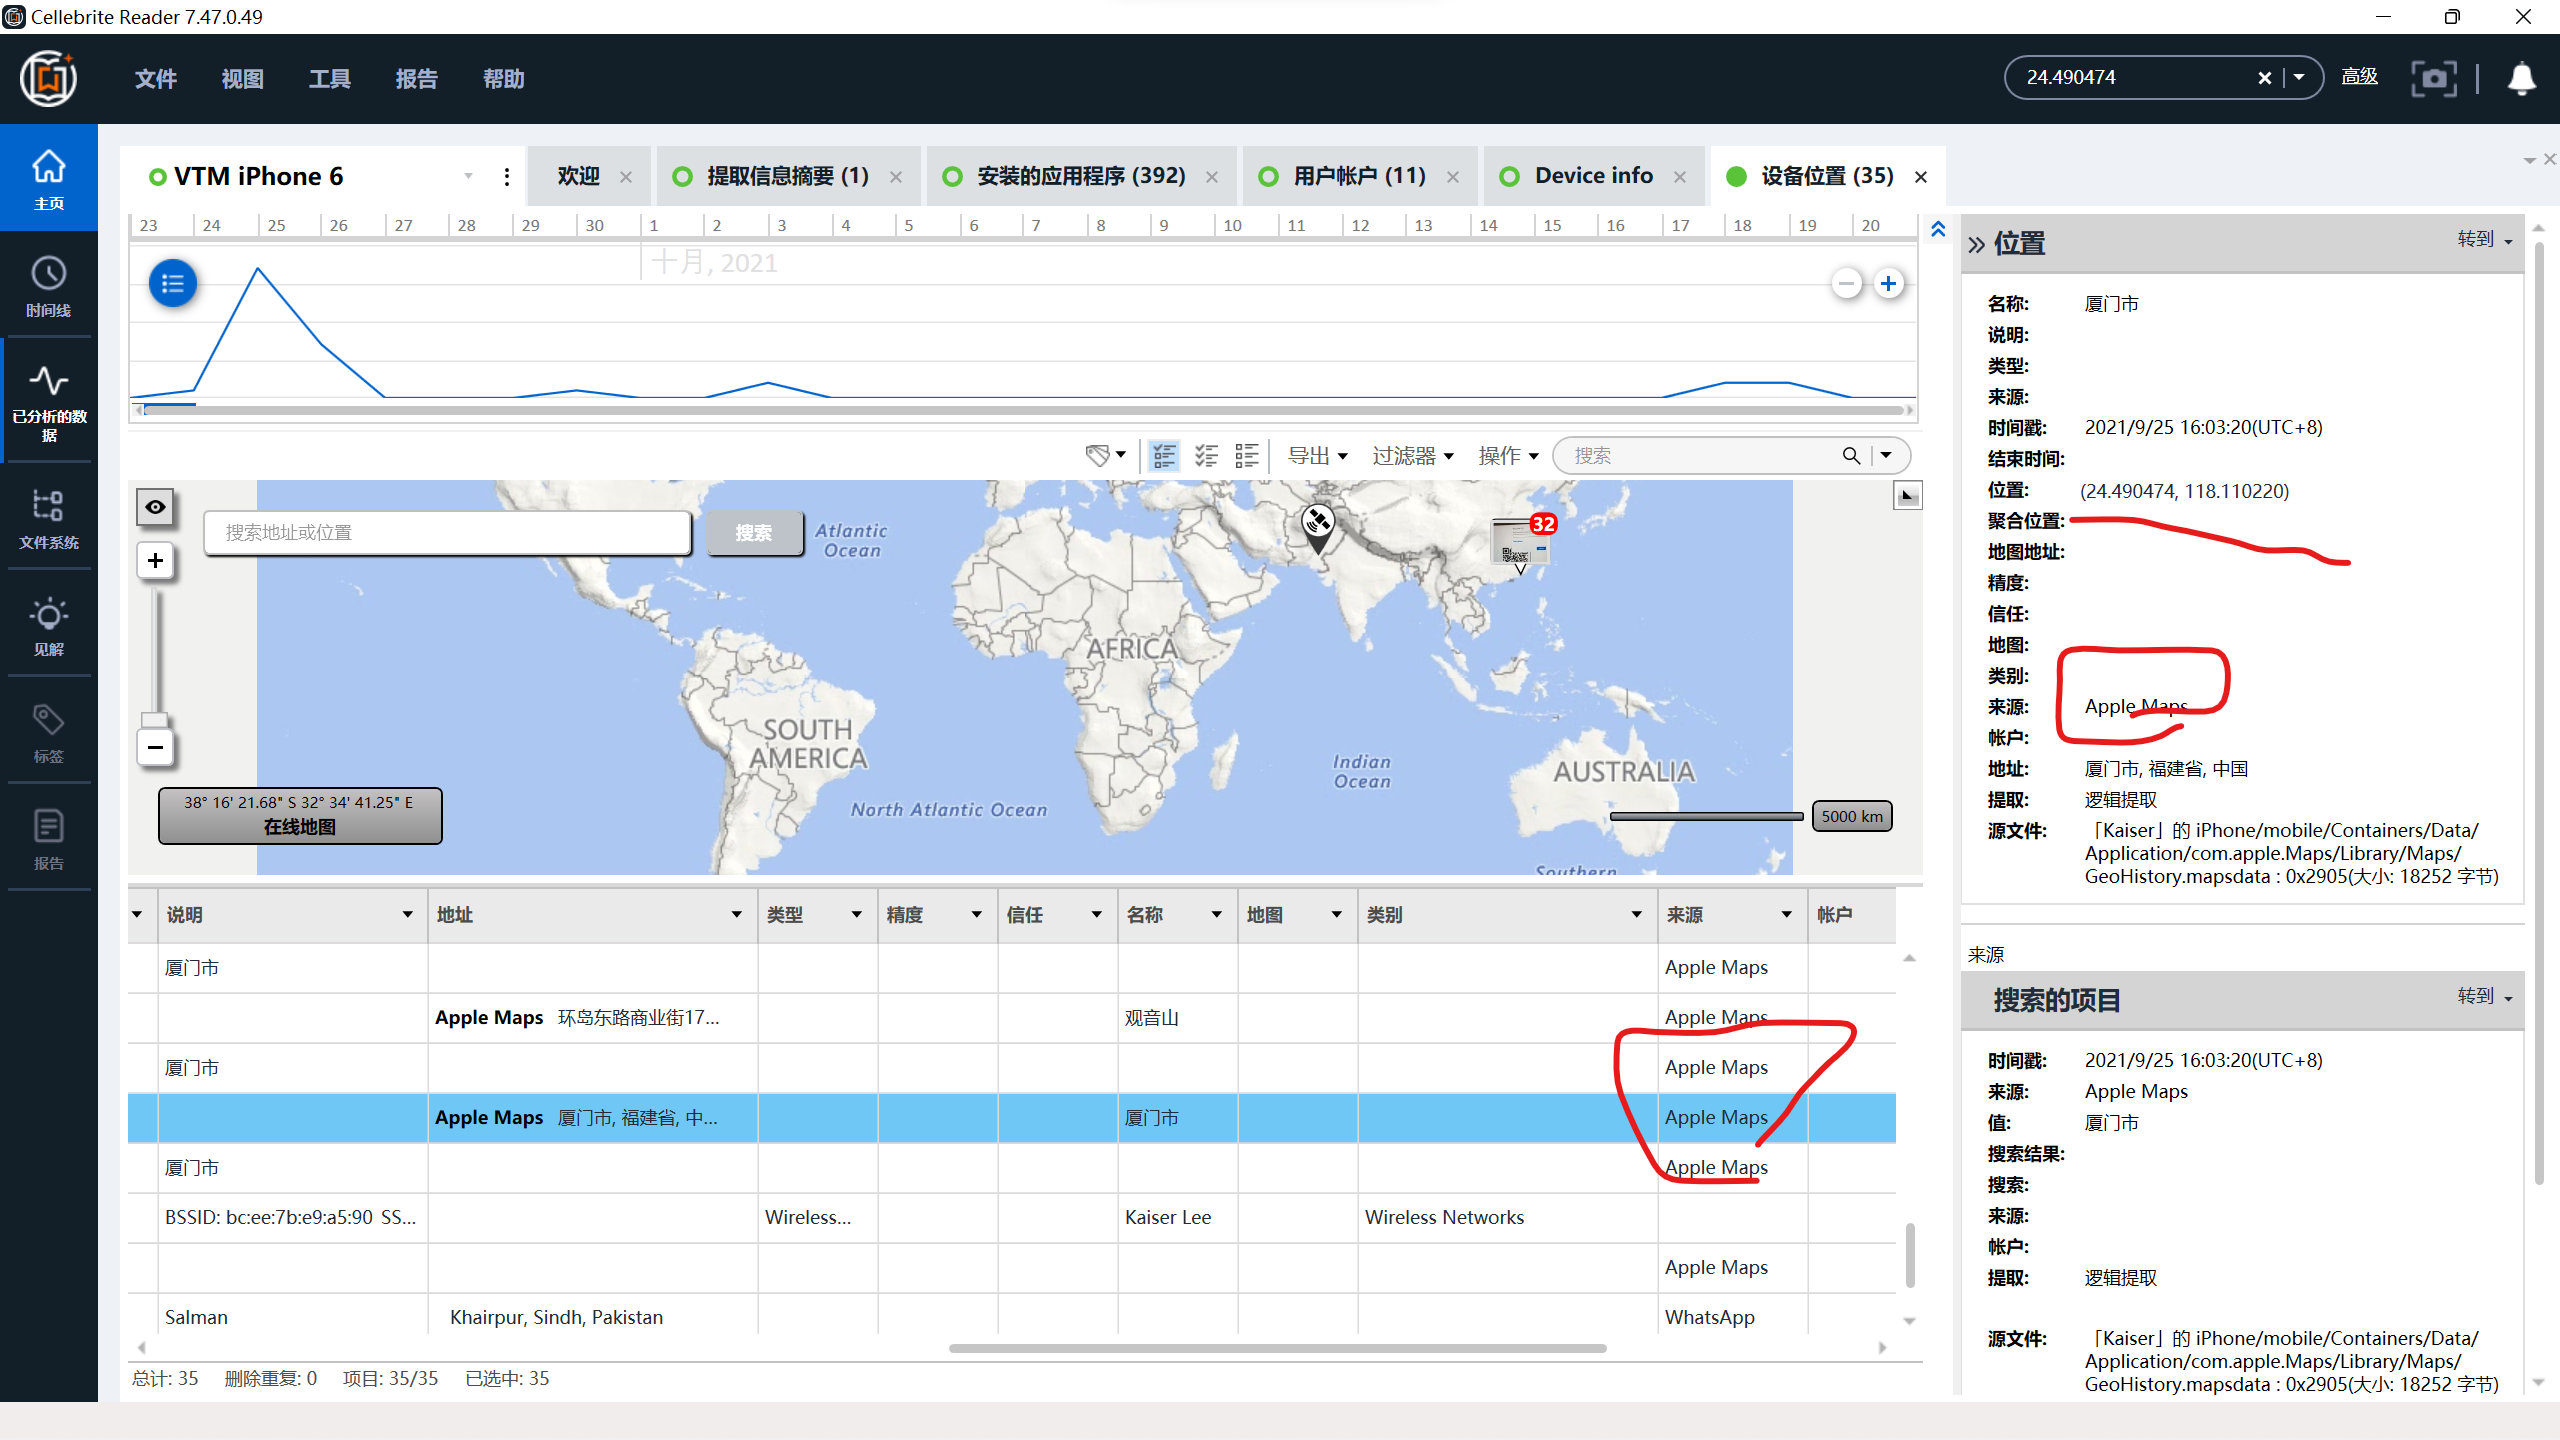 Cellebrite Reader 7.47.0.49
文件 视图 工具 报告 帮助
24.490474 高级
主页
时间线
已分析的数
据
文件系统
见解
标签
报告
VTM iPhone 6
欢迎
提取信息摘要 (1)
安装的应用程序 (392)
用户帐户 (11)
Device info
设备位置 (35)
23 24 25 26 27 28 29 30 1 2 3 4 5 6 7 8 9 10 11 12 13 14 15 16 17 18 19 20
十月, 2021
导出 过滤器 操作 搜索
搜索地址或位置 搜索
Atlantic
Ocean
32
AFRICA
SOUTH
AMERICA
Indian
Ocean
AUSTRALIA
North Atlantic Ocean
Southern
38° 16' 21.68" S 32° 34' 41.25" E
在线地图
5000 km
说明 地址 类型 精度 信任 名称 地图 类别 来源 帐户
厦门市 Apple Maps
Apple Maps 环岛东路商业街17... 观音山 Apple Maps
厦门市 Apple Maps
Apple Maps 厦门市, 福建省, 中... 厦门市 Apple Maps
厦门市 Apple Maps
BSSID: bc:ee:7b:e9:a5:90 SS... Wireless... Kaiser Lee Wireless Networks
Apple Maps
Salman Khairpur, Sindh, Pakistan WhatsApp
总计: 35 删除重复: 0 项目: 35/35 已选中: 35
位置 转到
名称: 厦门市
说明:
类型:
来源:
时间戳: 2021/9/25 16:03:20(UTC+8)
结束时间:
位置: (24.490474, 118.110220)
聚合位置:
地图地址:
精度:
信任:
地图:
类别:
来源: Apple Maps
帐户:
地址: 厦门市, 福建省, 中国
提取: 逻辑提取
源文件: 「Kaiser」的 iPhone/mobile/Containers/Data/
Application/com.apple.Maps/Library/Maps/
GeoHistory.mapsdata : 0x2905(大小: 18252 字节)
来源
搜索的项目 转到
时间戳: 2021/9/25 16:03:20(UTC+8)
来源: Apple Maps
值: 厦门市
搜索结果:
搜索:
来源:
帐户:
提取: 逻辑提取
源文件: 「Kaiser」的 iPhone/mobile/Containers/Data/
Application/com.apple.Maps/Library/Maps/
GeoHistory.mapsdata : 0x2905(大小: 18252 字节)